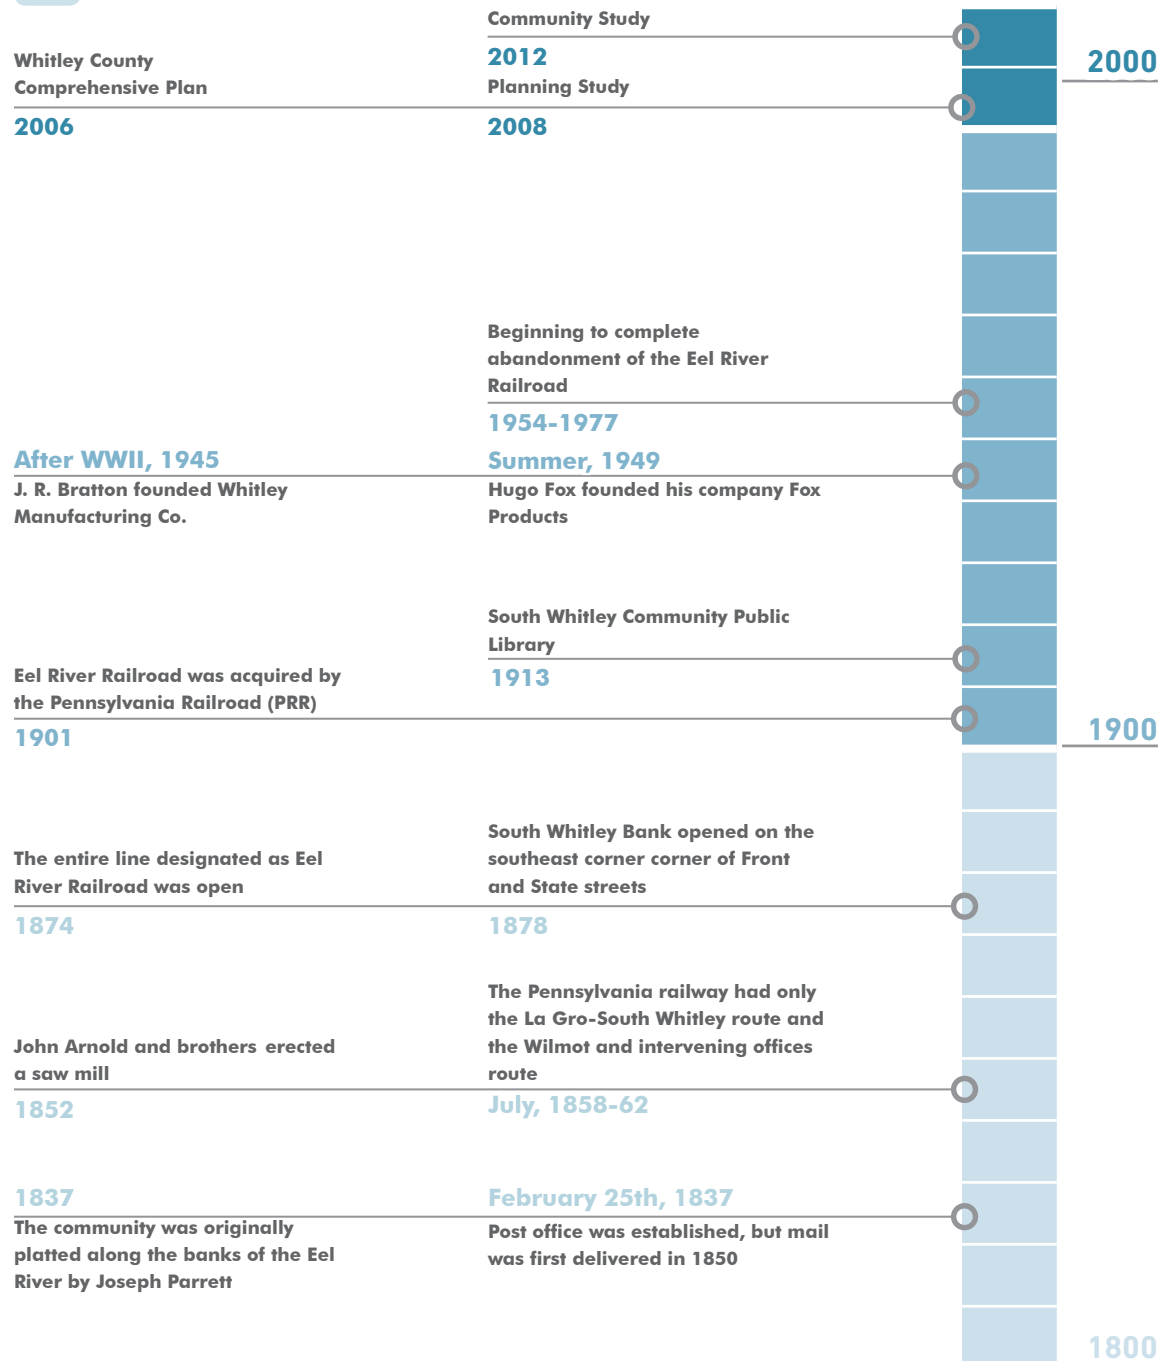 Community Study
2012
2000
Whitley County
Comprehensive Plan
2006
Planning Study
2008
Beginning to complete
abandonment of the Eel River
Railroad
1954-1977
After WWII, 1945
J. R. Bratton founded Whitley
Manufacturing Co.
Summer, 1949
Hugo Fox founded his company Fox
Products
South Whitley Community Public
Library
1913
Eel River Railroad was acquired by
the Pennsylvania Railroad (PRR)
1901
1900
The entire line designated as Eel
River Railroad was open
1874
South Whitley Bank opened on the
southeast corner corner of Front
and State streets
1878
John Arnold and brothers erected
a saw mill
1852
The Pennsylvania railway had only
the La Gro-South Whitley route and
the Wilmot and intervening offices
route
July, 1858-62
1837
The community was originally
platted along the banks of the Eel
River by Joseph Parrett
February 25th, 1837
Post office was established, but mail
was first delivered in 1850
1800